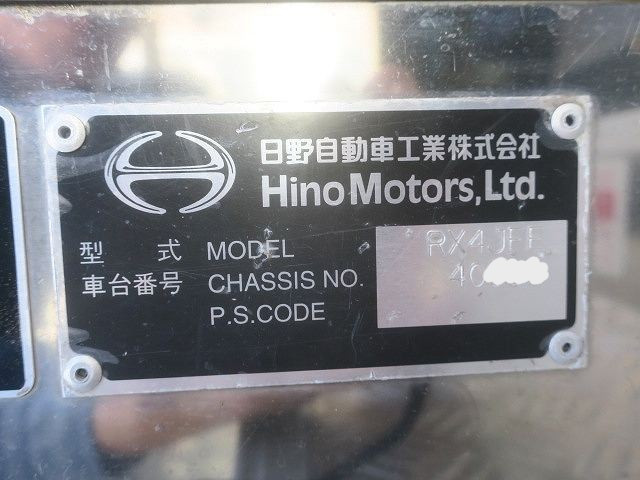 日野自動車工業株式会社
Hino Motors, Ltd.
型 式 MODEL RX4JFE
車台番号 CHASSIS NO. 40
P.S.CODE